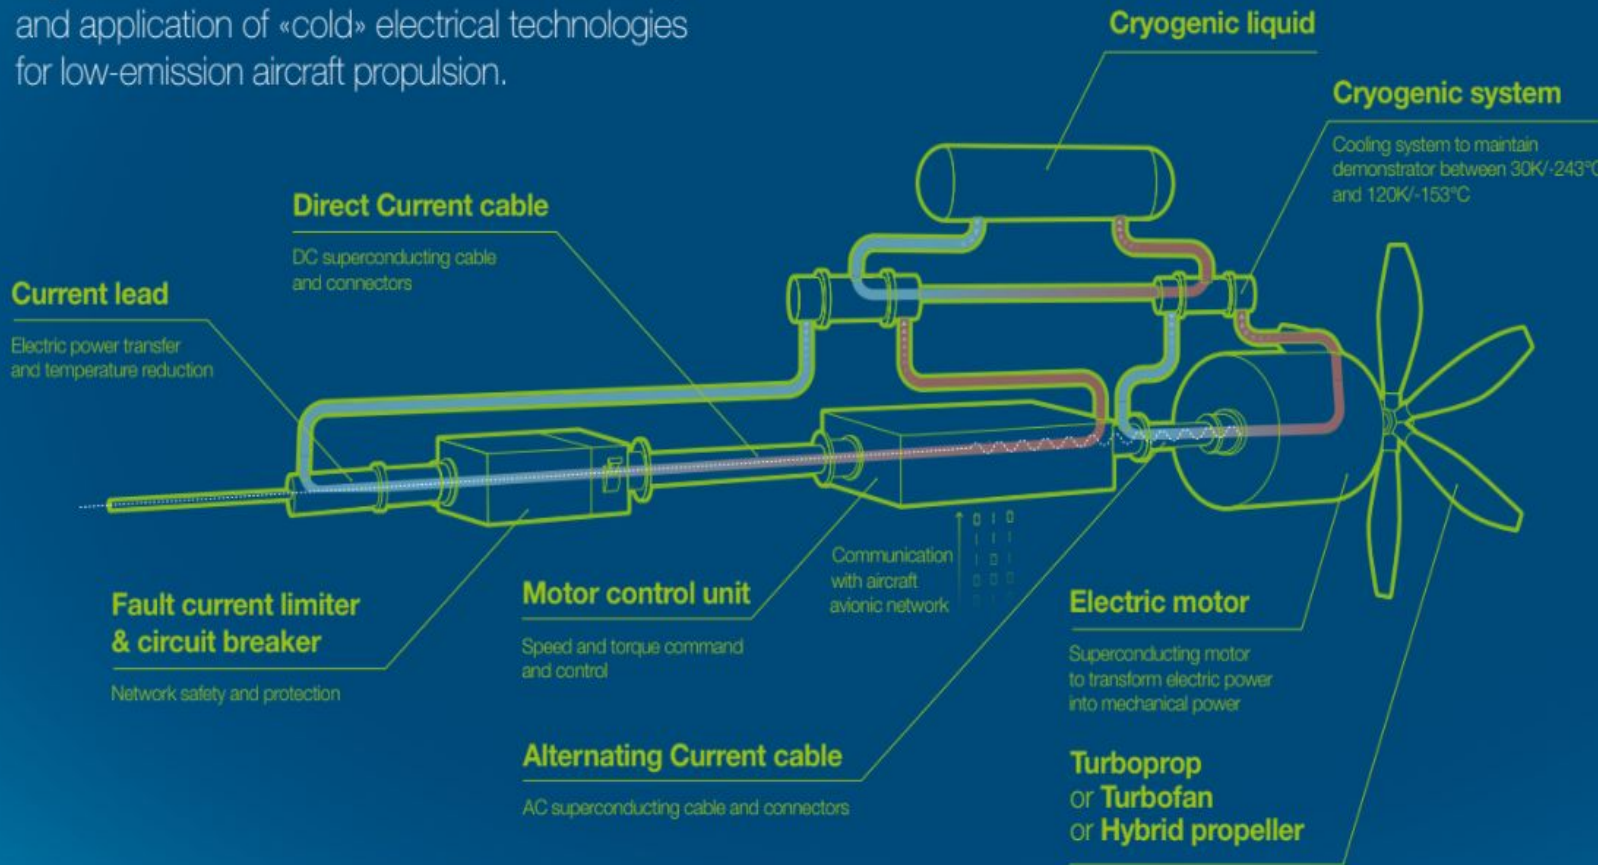 and application of «cold» electrical technologies
for low-emission aircraft propulsion.
Cryogenic liquid
Cryogenic system
Cooling system to maintain
demonstrator between 30K/-243°C
and 120K/-153°C
Direct Current cable
DC superconducting cable
and connectors
Current lead
Electric power transfer
and temperature reduction
Fault current limiter
& circuit breaker
Network safety and protection
Motor control unit
Speed and torque command
and control
Communication
with aircraft
avionic network
Alternating Current cable
AC superconducting cable and connectors
Electric motor
Superconducting motor
to transform electric power
into mechanical power
Turboprop
or Turbofan
or Hybrid propeller